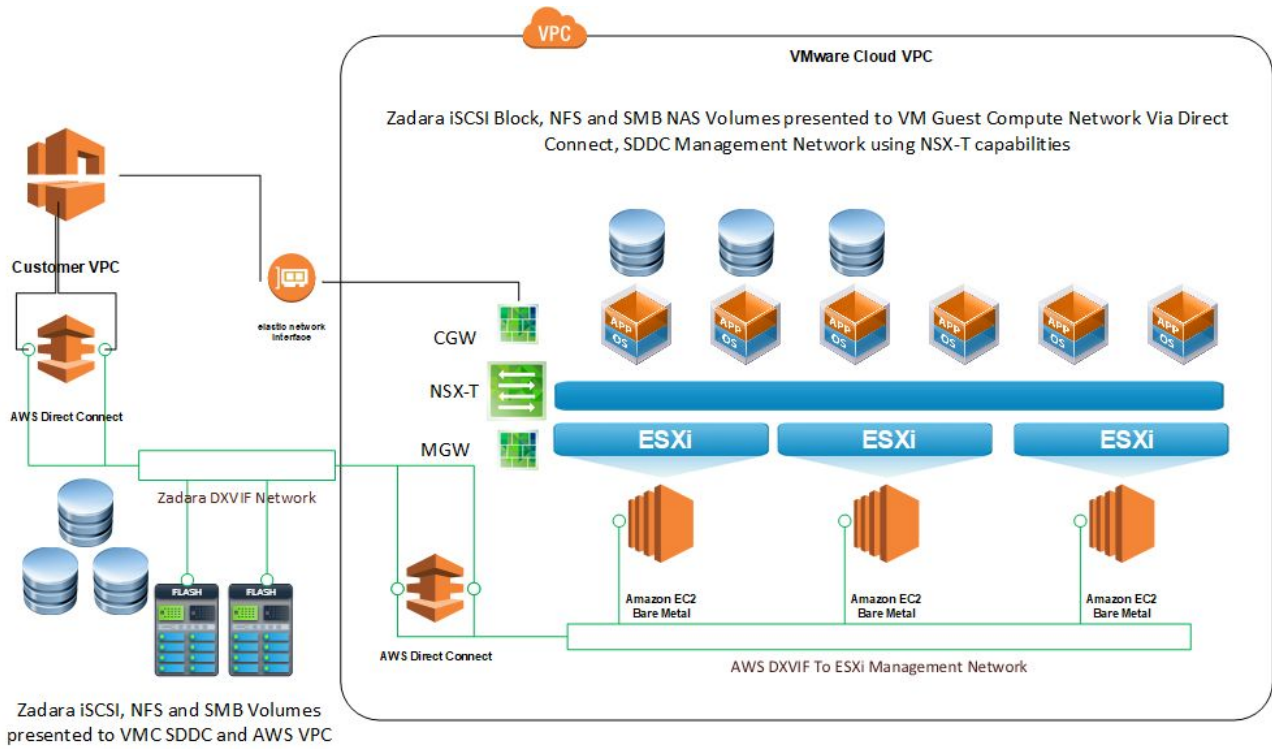 VPC
VMware Cloud VPC
Zadara iSCSI Block, NFS and SMB NAS Volumes presented to VM Guest Compute Network Via Direct
Connect, SDDC Management Network using NSX-T capabilities
Customer VPC
elastic network
interface
AWS Direct Connect
CGW
NSX-T
MGW
APP
OS
APP
OS
APP
OS
APP
OS
APP
OS
APP
OS
ESXi
ESXi
ESXi
Zadara DXVIF Network
FLASH
FLASH
Amazon EC2
Bare Metal
Amazon EC2
Bare Metal
Amazon EC2
Bare Metal
AWS Direct Connect
AWS DXVIF To ESXi Management Network
Zadara iSCSI, NFS and SMB Volumes
presented to VMC SDDC and AWS VPC